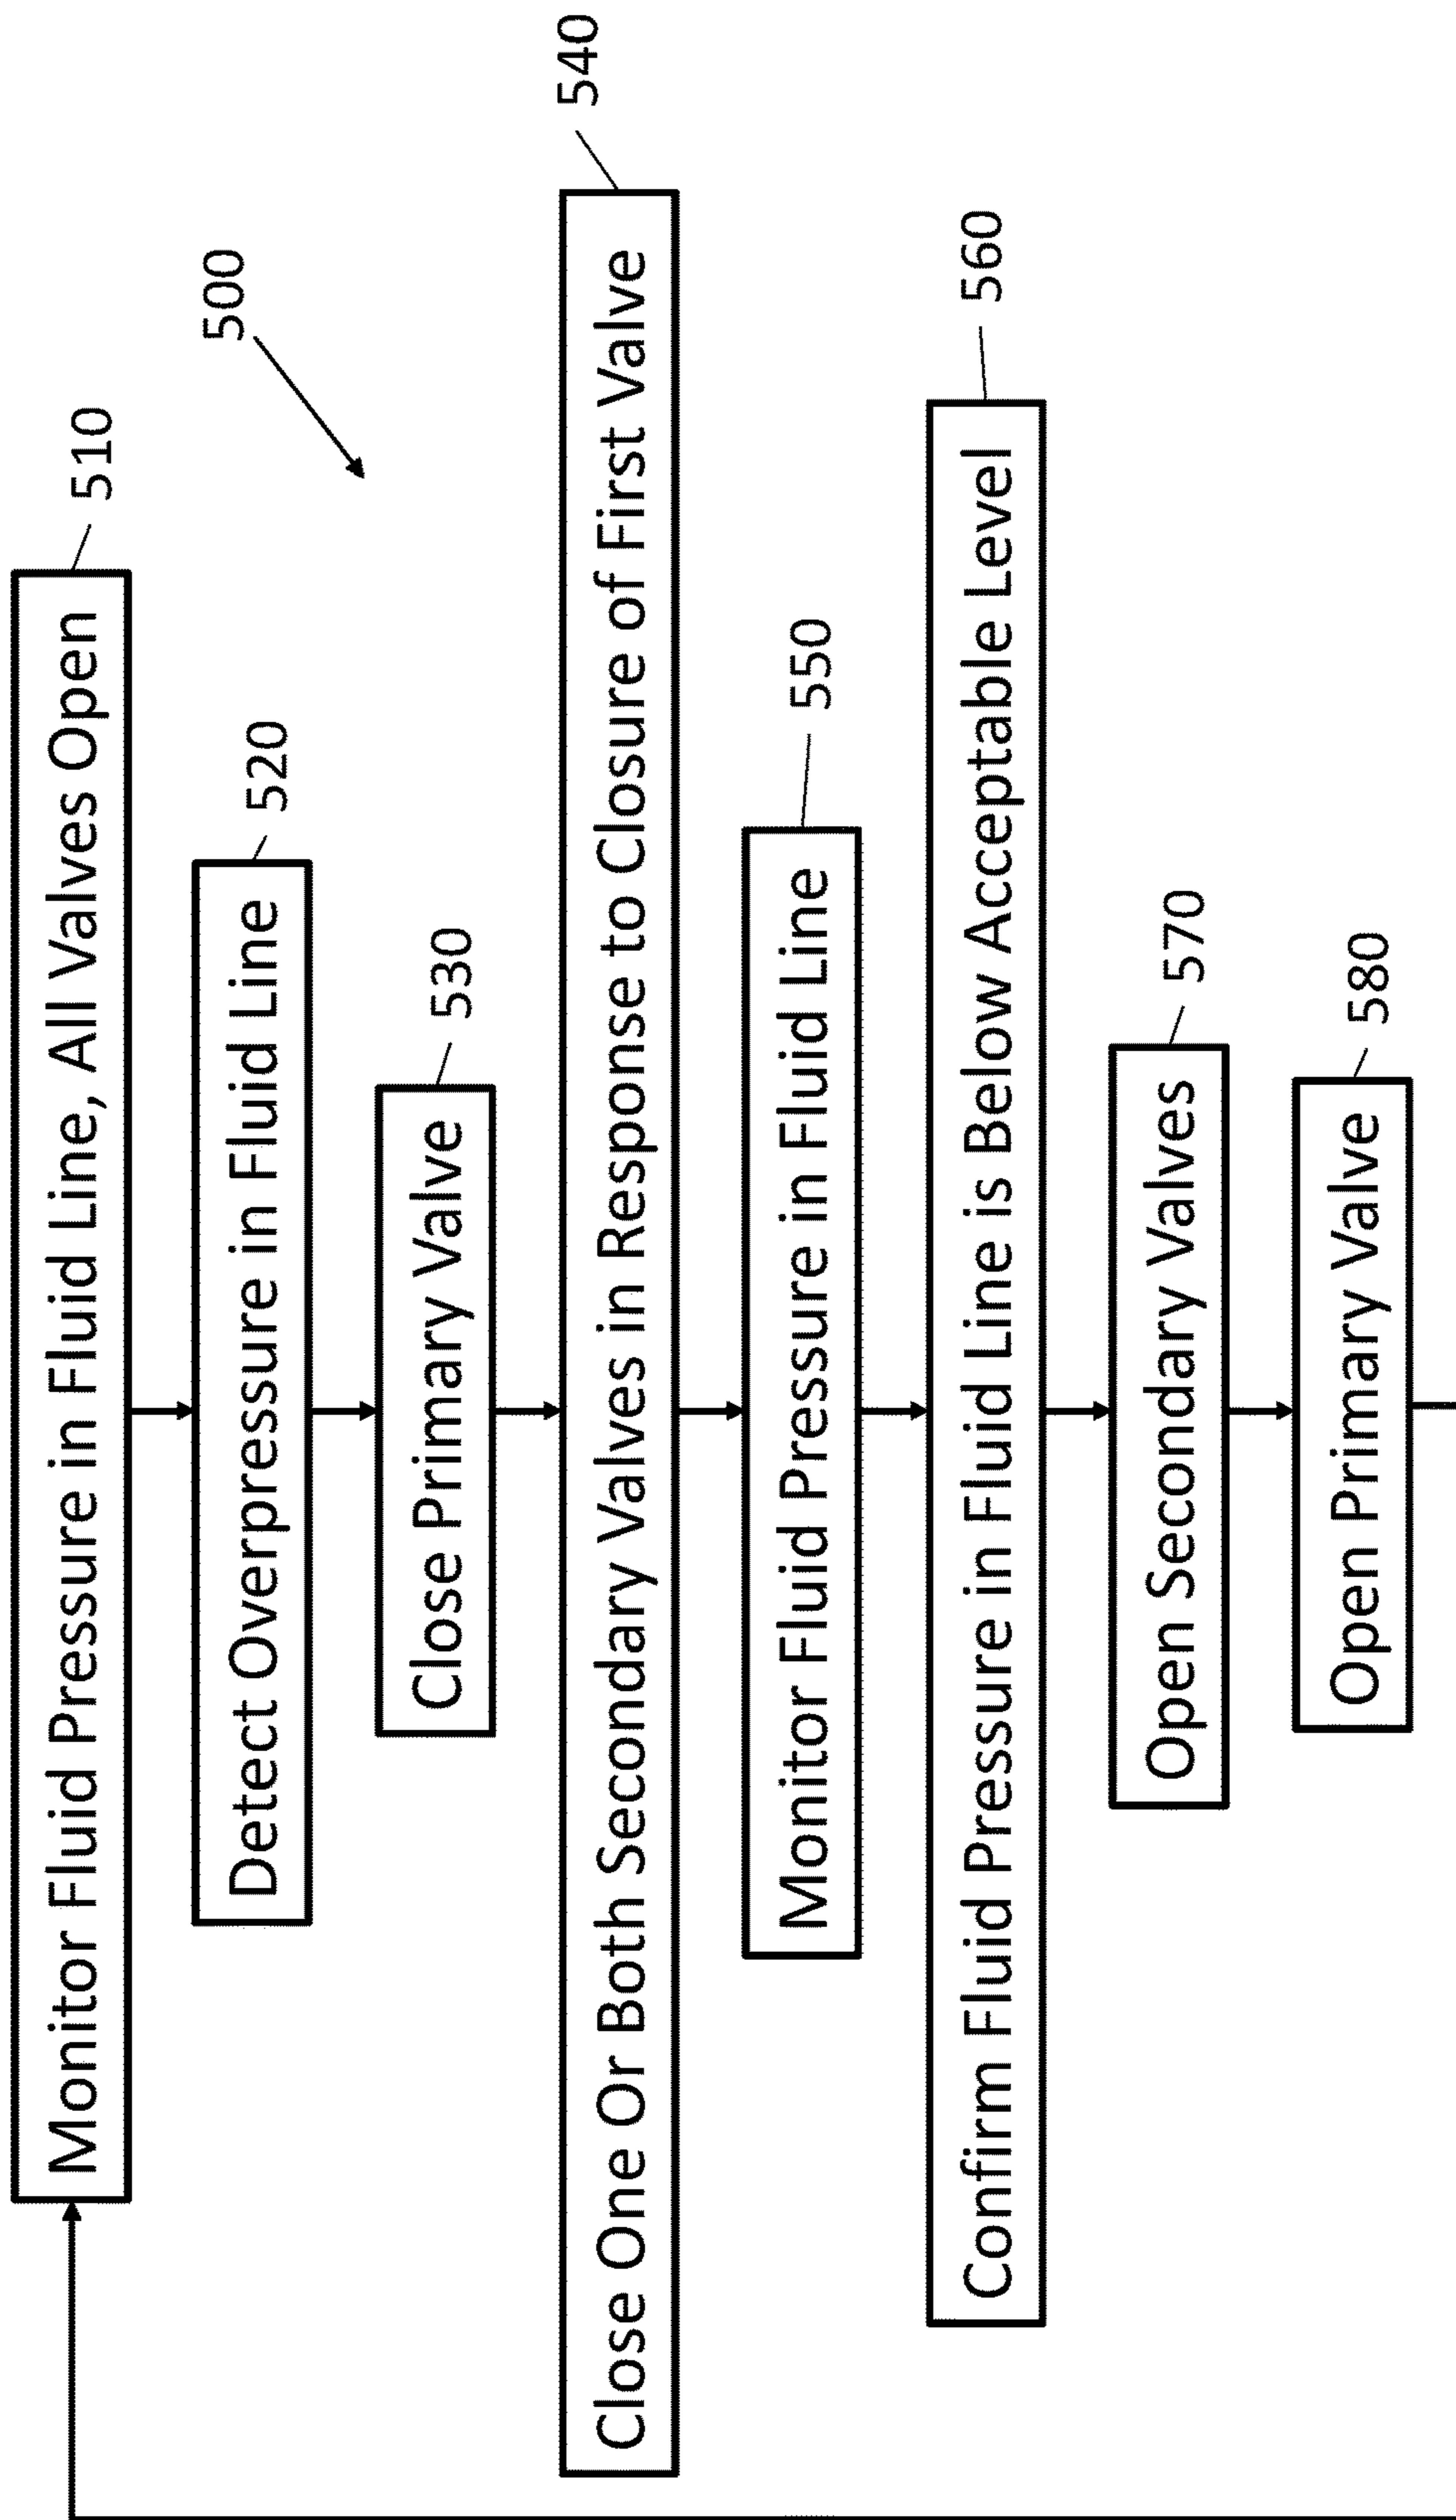 500
Monitor Fluid Pressure in Fluid Line, All Valves Open
510
Detect Overpressure in Fluid Line
520
Close Primary Valve
530
Close One Or Both Secondary Valves in Response to Closure of First Valve
540
Monitor Fluid Pressure in Fluid Line
550
Confirm Fluid Pressure in Fluid Line is Below Acceptable Level
560
Open Secondary Valves
570
Open Primary Valve
580